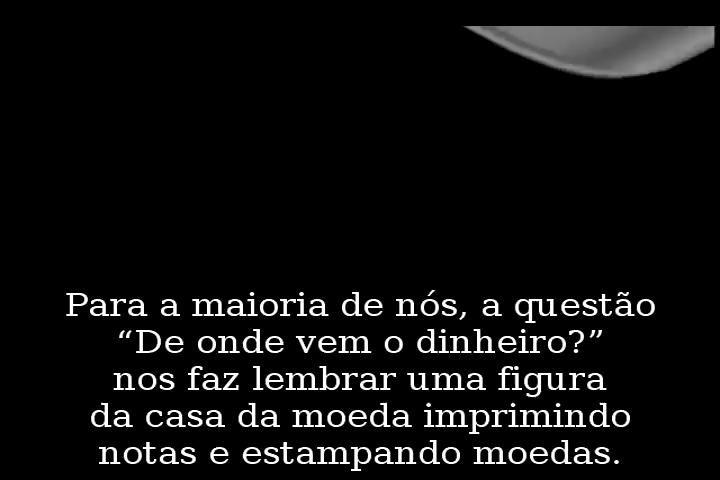 Para a maioria de nós, a questão
“De onde vem o dinheiro?”
nos faz lembrar uma figura
da casa da moeda imprimindo
notas e estampando moedas.